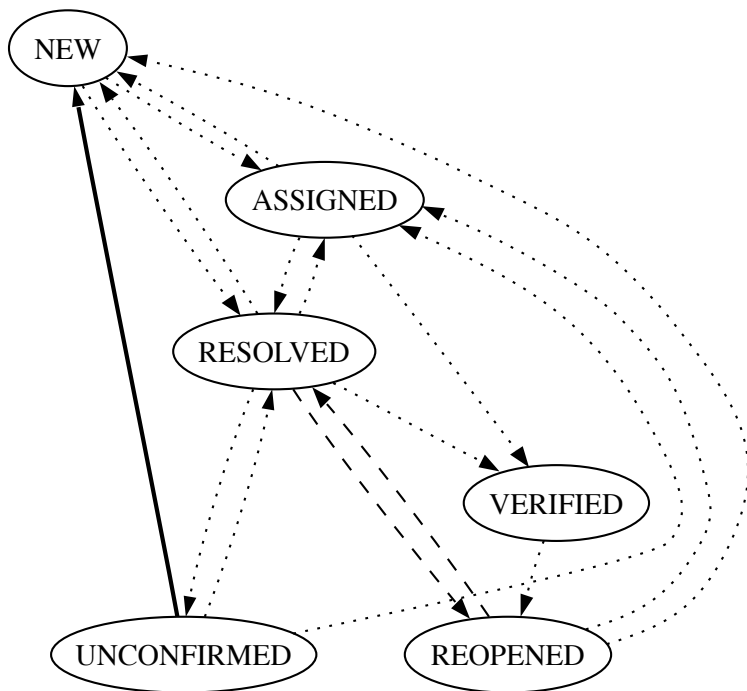 NEW
ASSIGNED
RESOLVED
VERIFIED
UNCONFIRMED
REOPENED